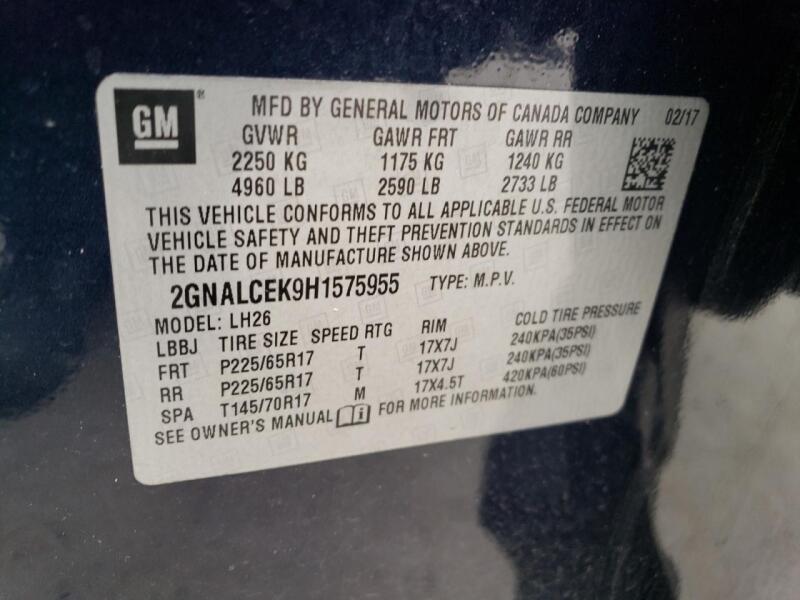 GM® MFD BY GENERAL MOTORS OF CANADA COMPANY 02/17
GVWR GAWR FRT GAWR RR
2250 KG 1175 KG 1240 KG
4960 LB 2590 LB 2733 LB
THIS VEHICLE CONFORMS TO ALL APPLICABLE U.S. FEDERAL MOTOR
VEHICLE SAFETY AND THEFT PREVENTION STANDARDS IN EFFECT ON
THE DATE OF MANUFACTURE SHOWN ABOVE.
2GNALCEK9H1575955 TYPE: M.P.V.
MODEL: LH26
LBBJ TIRE SIZE SPEED RTG RIM COLD TIRE PRESSURE
FRT P225/65R17 T 17X7J 240KPA(35PSI)
RR P225/65R17 T 17X7J 240KPA(35PSI)
SPA T145/70R17 M 17X4.5T 420KPA(60PSI)
SEE OWNER'S MANUAL FOR MORE INFORMATION.